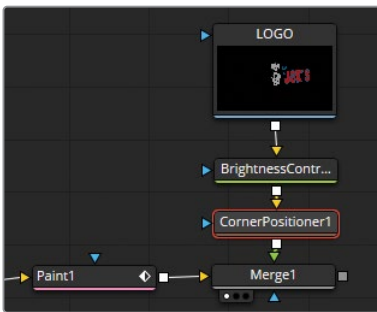 LOGO
BrightnessContr...
CornerPositioner1
Paint1
Merge1